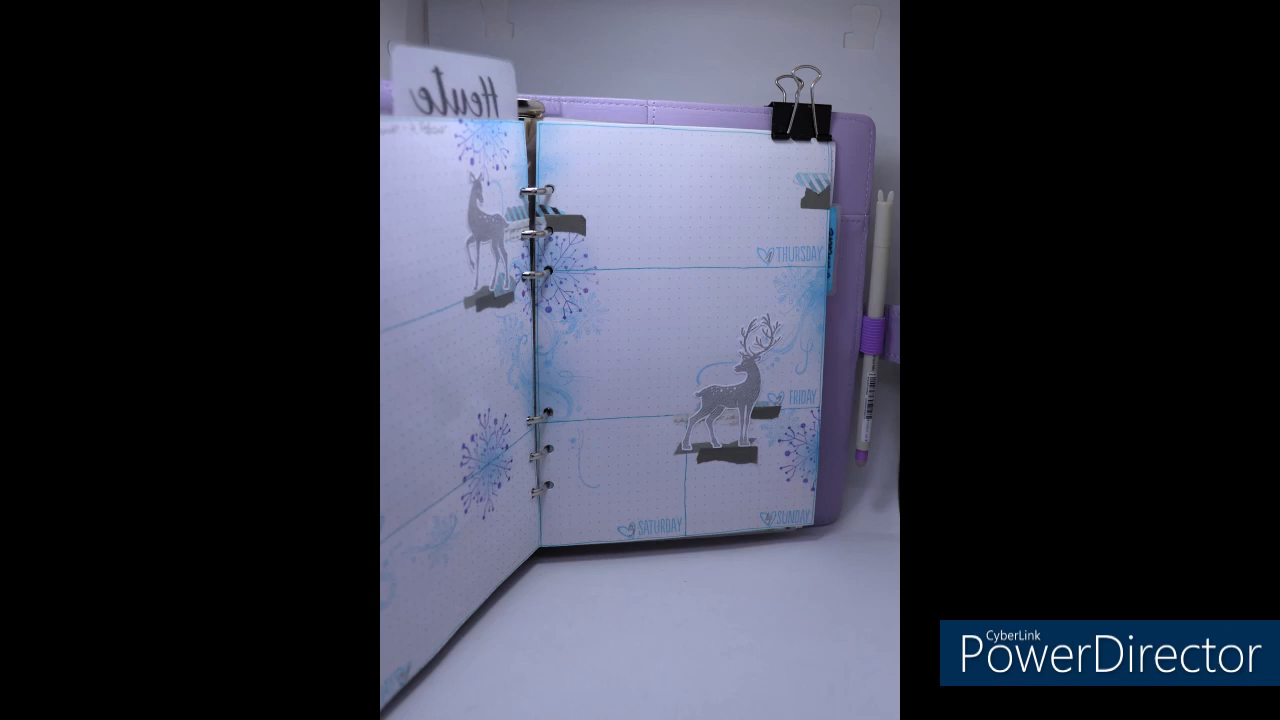 Heute
THURSDAY
FRIDAY
SATURDAY
SUNDAY
CyberLink
PowerDirector